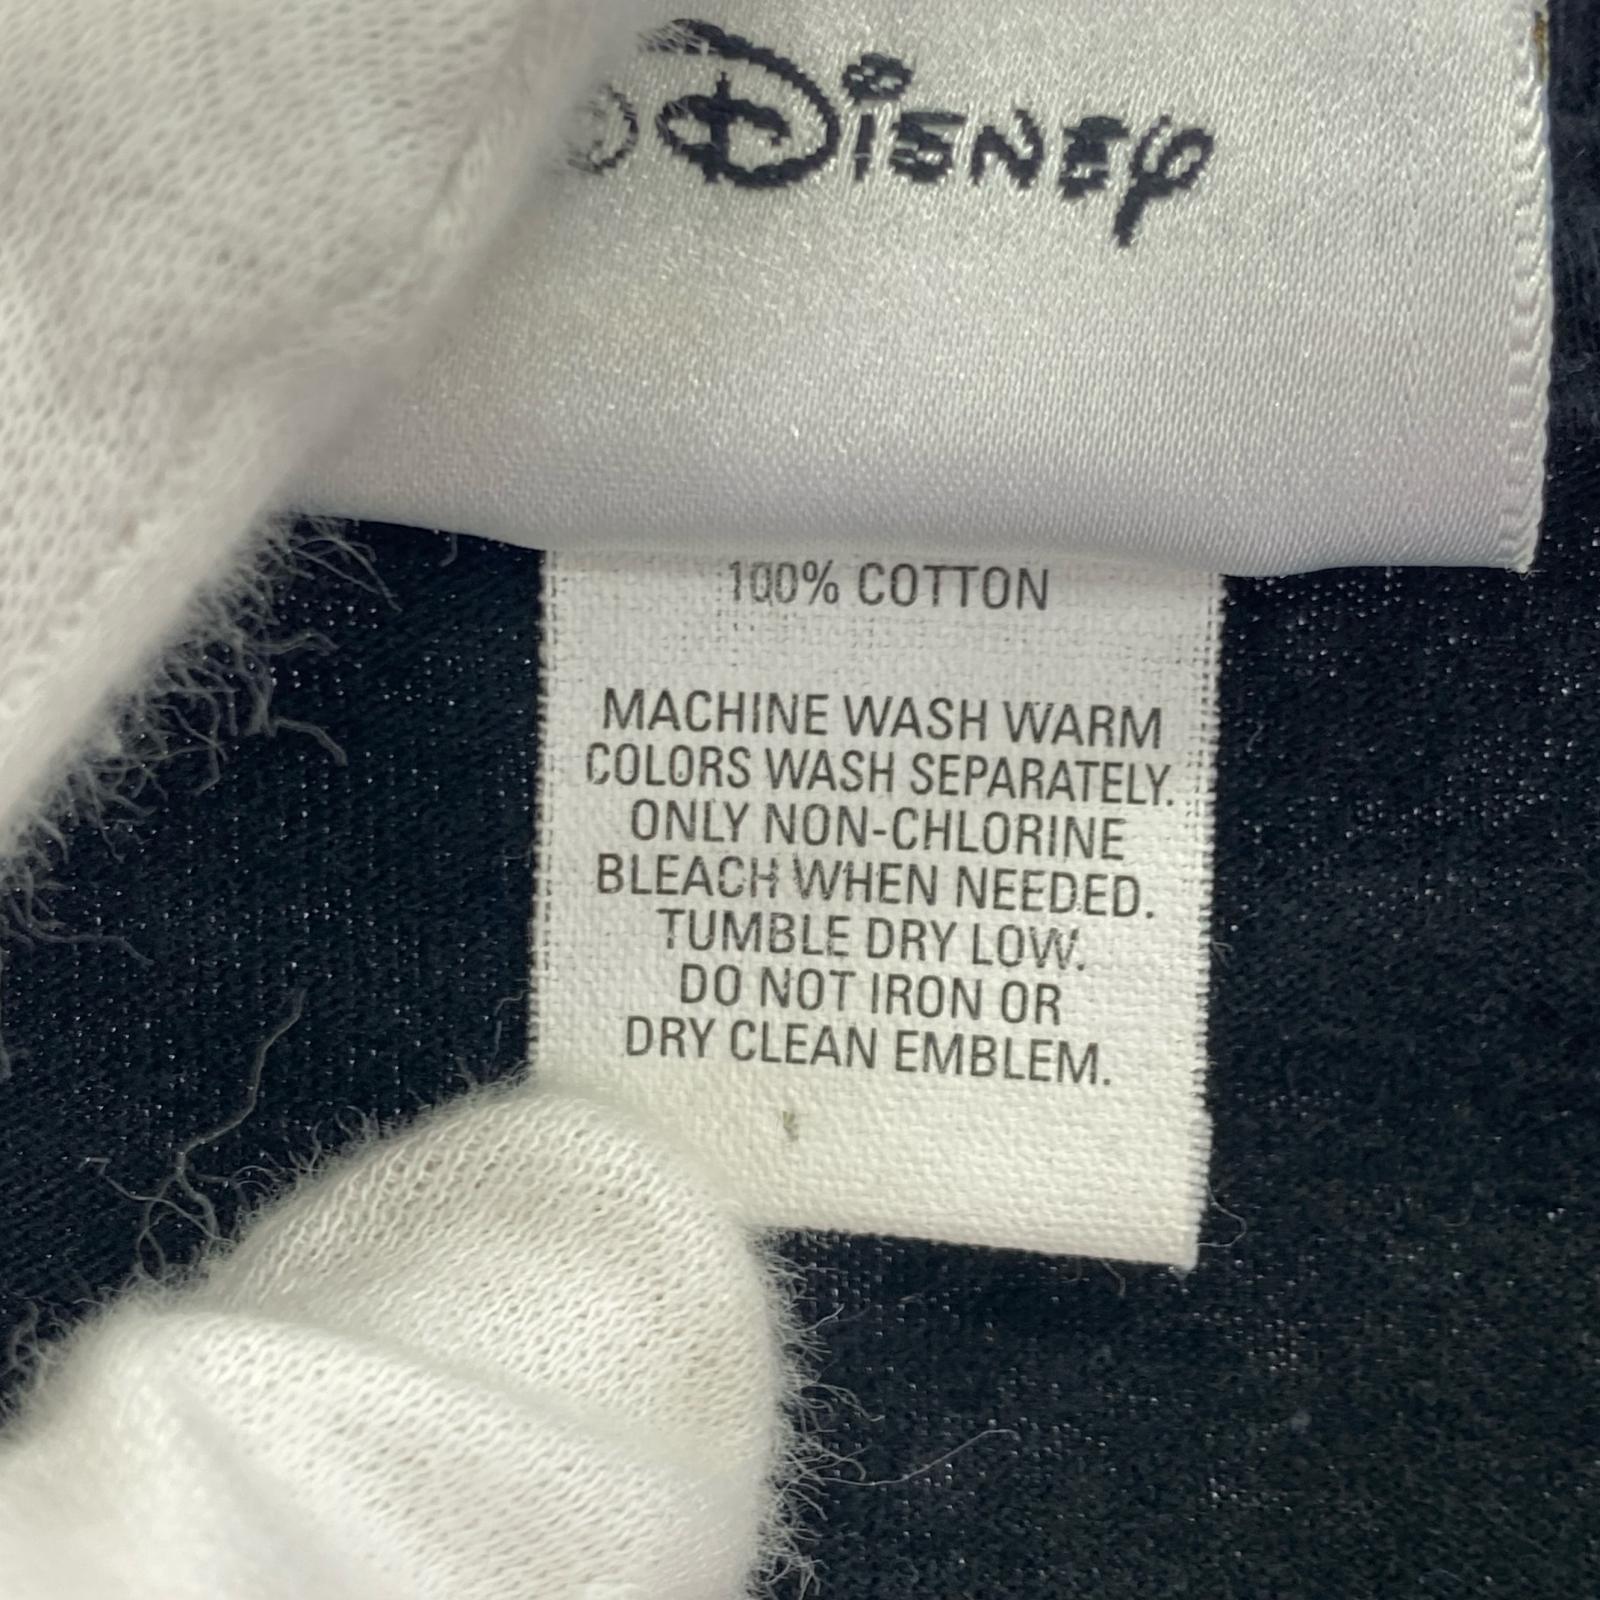 © DISNEY
100% COTTON
MACHINE WASH WARM
COLORS WASH SEPARATELY.
ONLY NON-CHLORINE
BLEACH WHEN NEEDED.
TUMBLE DRY LOW.
DO NOT IRON OR
DRY CLEAN EMBLEM.